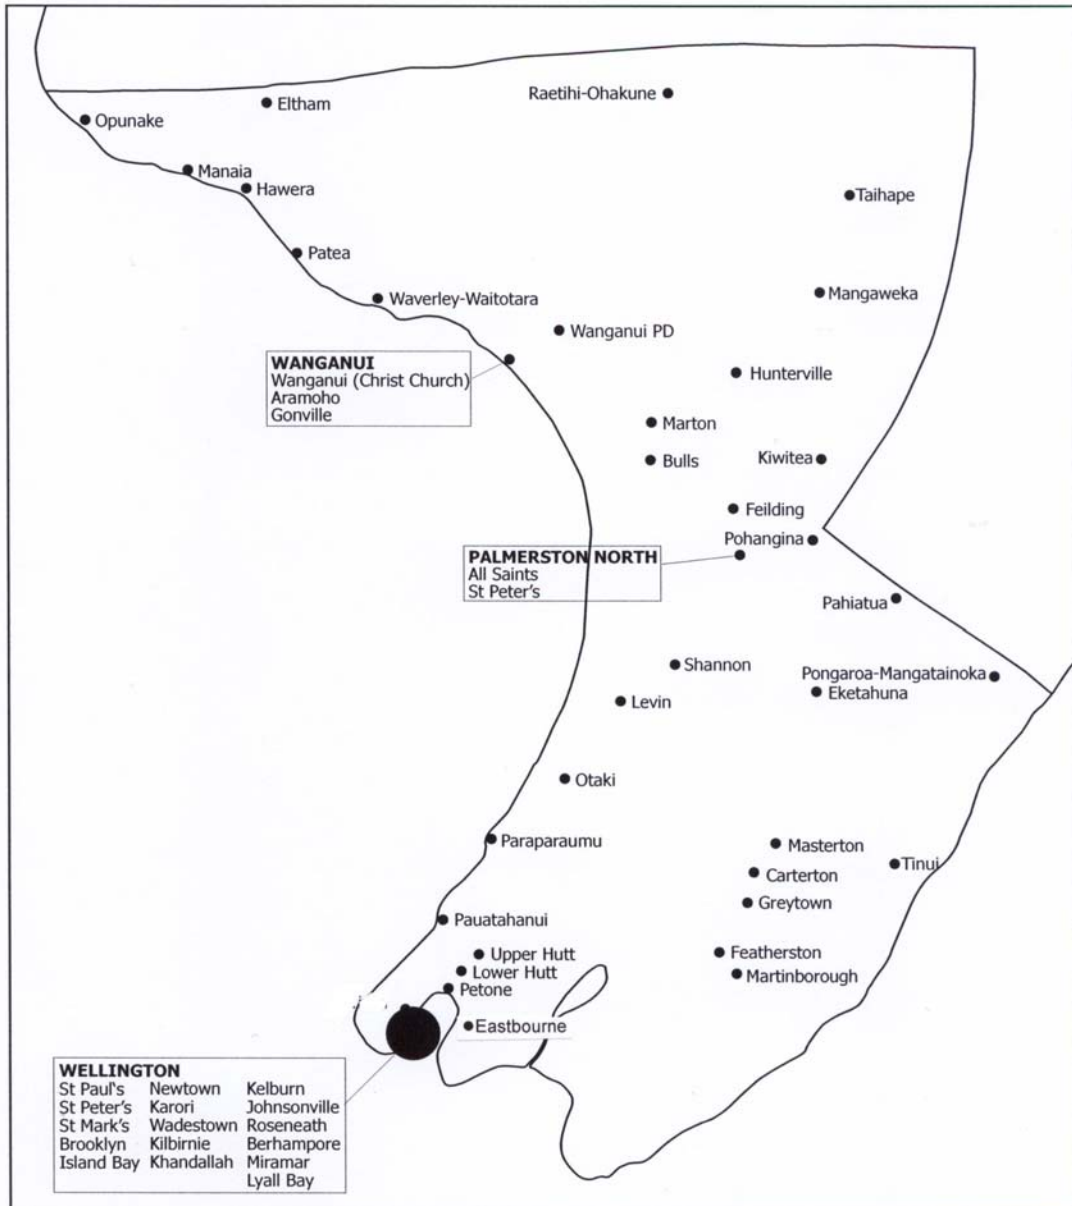 Raetihi-Ohakune
Eltham
Opunake
Manaia
Hawera
Taihape
Patea
Waverley-Waitotara
Mangaweka
Wanganui PD
WANGANUI
Wanganui (Christ Church)
Aramoho
Gonville
Hunterville
Marton
Bulls
Kiwitea
Feilding
Pohangina
PALMERSTON NORTH
All Saints
St Peter's
Pahiatua
Shannon
Pongaroa-Mangatainoka
Eketahuna
Levin
Otaki
Paraparaumu
Masterton
Tinui
Carterton
Greytown
Pauatahanui
Upper Hutt
Featherston
Lower Hutt
Martinborough
Petone
Eastbourne
WELLINGTON
St Paul's Newtown Kelburn
St Peter's Karori Johnsonville
St Mark's Wadestown Roseneath
Brooklyn Kilbirnie Berhampore
Island Bay Khandallah Miramar
Lyall Bay